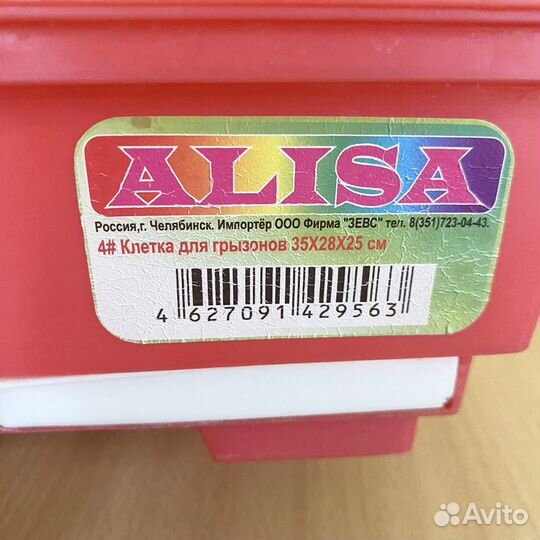 ALISA
Россия,г. Челябинск. Импортёр ООО Фирма "ЗЕВС" тел. 8(351)723-04-43.
4# Клетка для грызонов 35X28X25 см
4 627091 429563
Avito